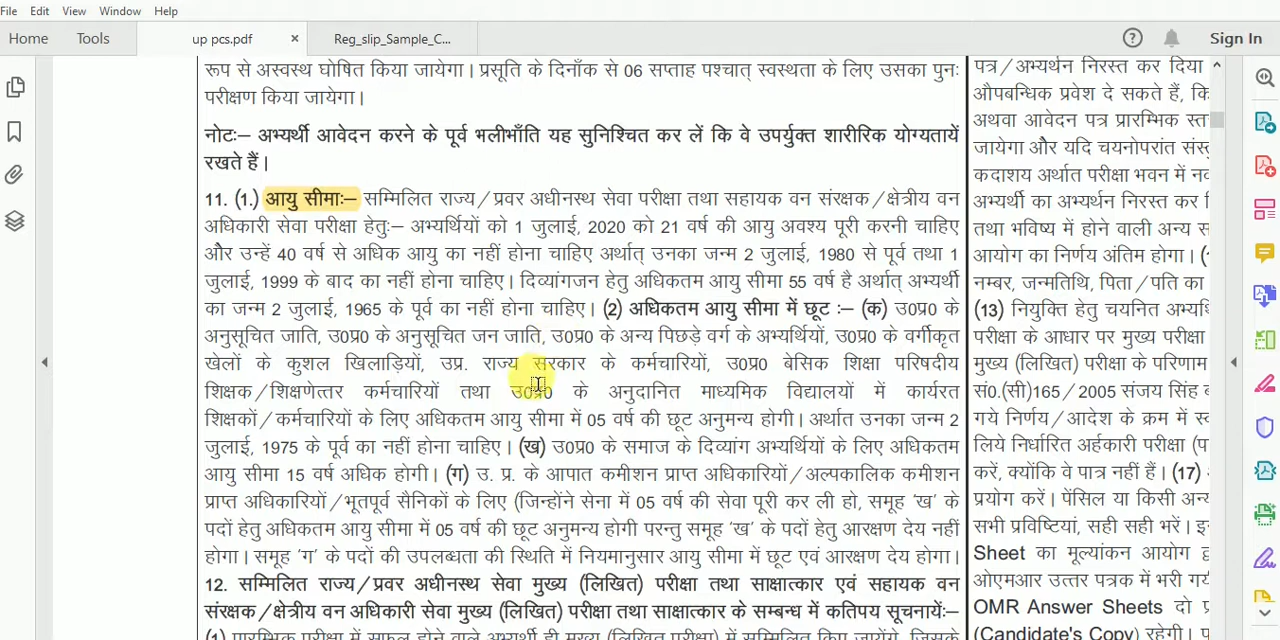 File Edit View Window Help
Home Tools up pcs.pdf × Reg_slip_Sample_C... Sign In
रूप से अस्वस्थ घोषित किया जायेगा। प्रसूति के दिनाँक से 06 सप्ताह पश्चात् स्वस्थता के लिए उसका पुनः
परीक्षण किया जायेगा।
नोटः– अभ्यर्थी आवेदन करने के पूर्व भलीभाँति यह सुनिश्चित कर लें कि वे उपर्युक्त शारीरिक योग्यतायें
रखते हैं।
11. (1.) आयु सीमाः– सम्मिलित राज्य/प्रवर अधीनस्थ सेवा परीक्षा तथा सहायक वन संरक्षक/क्षेत्रीय वन
अधिकारी सेवा परीक्षा हेतुः– अभ्यर्थियों को 1 जुलाई, 2020 को 21 वर्ष की आयु अवश्य पूरी करनी चाहिए
और उन्हें 40 वर्ष से अधिक आयु का नहीं होना चाहिए अर्थात् उनका जन्म 2 जुलाई, 1980 से पूर्व तथा 1
जुलाई, 1999 के बाद का नहीं होना चाहिए। दिव्यांगजन हेतु अधिकतम आयु सीमा 55 वर्ष है अर्थात् अभ्यर्थी
का जन्म 2 जुलाई, 1965 के पूर्व का नहीं होना चाहिए। (2) अधिकतम आयु सीमा में छूट :– (क) उ0प्र0 के
अनुसूचित जाति, उ0प्र0 के अनुसूचित जन जाति, उ0प्र0 के अन्य पिछड़े वर्ग के अभ्यर्थियों, उ0प्र0 के वर्गीकृत
खेलों के कुशल खिलाड़ियों, उप्र. राज्य सरकार के कर्मचारियों, उ0प्र0 बेसिक शिक्षा परिषदीय
शिक्षक/शिक्षणेत्तर कर्मचारियों तथा उ0प्र0 के अनुदानित माध्यमिक विद्यालयों में कार्यरत
शिक्षकों/कर्मचारियों के लिए अधिकतम आयु सीमा में 05 वर्ष की छूट अनुमन्य होगी। अर्थात उनका जन्म 2
जुलाई, 1975 के पूर्व का नहीं होना चाहिए। (ख) उ0प्र0 के समाज के दिव्यांग अभ्यर्थियों के लिए अधिकतम
आयु सीमा 15 वर्ष अधिक होगी। (ग) उ. प्र. के आपात कमीशन प्राप्त अधिकारियों/अल्पकालिक कमीशन
प्राप्त अधिकारियों/भूतपूर्व सैनिकों के लिए (जिन्होंने सेना में 05 वर्ष की सेवा पूरी कर ली हो, समूह 'ख' के
पदों हेतु अधिकतम आयु सीमा में 05 वर्ष की छूट अनुमन्य होगी परन्तु समूह 'ख' के पदों हेतु आरक्षण देय नहीं
होगा। समूह 'ग' के पदों की उपलब्धता की स्थिति में नियमानुसार आयु सीमा में छूट एवं आरक्षण देय होगा।
12. सम्मिलित राज्य/प्रवर अधीनस्थ सेवा मुख्य (लिखित) परीक्षा तथा साक्षात्कार एवं सहायक वन
संरक्षक/क्षेत्रीय वन अधिकारी सेवा मुख्य (लिखित) परीक्षा तथा साक्षात्कार के सम्बन्ध में कतिपय सूचनायेंः–
(1) प्रारम्भिक परीक्षा में सफल होने वाले अभ्यर्थी ही मुख्य (लिखित परीक्षा) में सम्मिलित किए जायेंगे, जिसके
पत्र/अभ्यर्थन निरस्त कर दिया
औपबन्धिक प्रवेश दे सकते हैं, कि
अथवा आवेदन पत्र प्रारम्भिक स्त
जायेगा और यदि चयनोपरांत संस्
कदाशय अर्थात परीक्षा भवन में नव
अभ्यर्थी का अभ्यर्थन निरस्त कर
तथा भविष्य में होने वाली अन्य स
आयोग का निर्णय अंतिम होगा। (
नम्बर, जन्मतिथि, पिता/पति का
(13) नियुक्ति हेतु चयनित अभ्यर्थि
परीक्षा के आधार पर मुख्य परीक्षा
मुख्य (लिखित) परीक्षा के परिणाम
सं0.(सी)165/2005 संजय सिंह ब
गये निर्णय/आदेश के क्रम में स्
लिये निर्धारित अर्हकारी परीक्षा (प
करें, क्योंकि वे पात्र नहीं हैं। (17)
प्रयोग करें। पेंसिल या किसी अन्य
सभी प्रविष्टियां, सही सही भरें। इ
Sheet का मूल्यांकन आयोग द्व
ओएमआर उत्तर पत्रक में भरी गय
OMR Answer Sheets दो प्र
(Candidate's Copy) रहेगी।